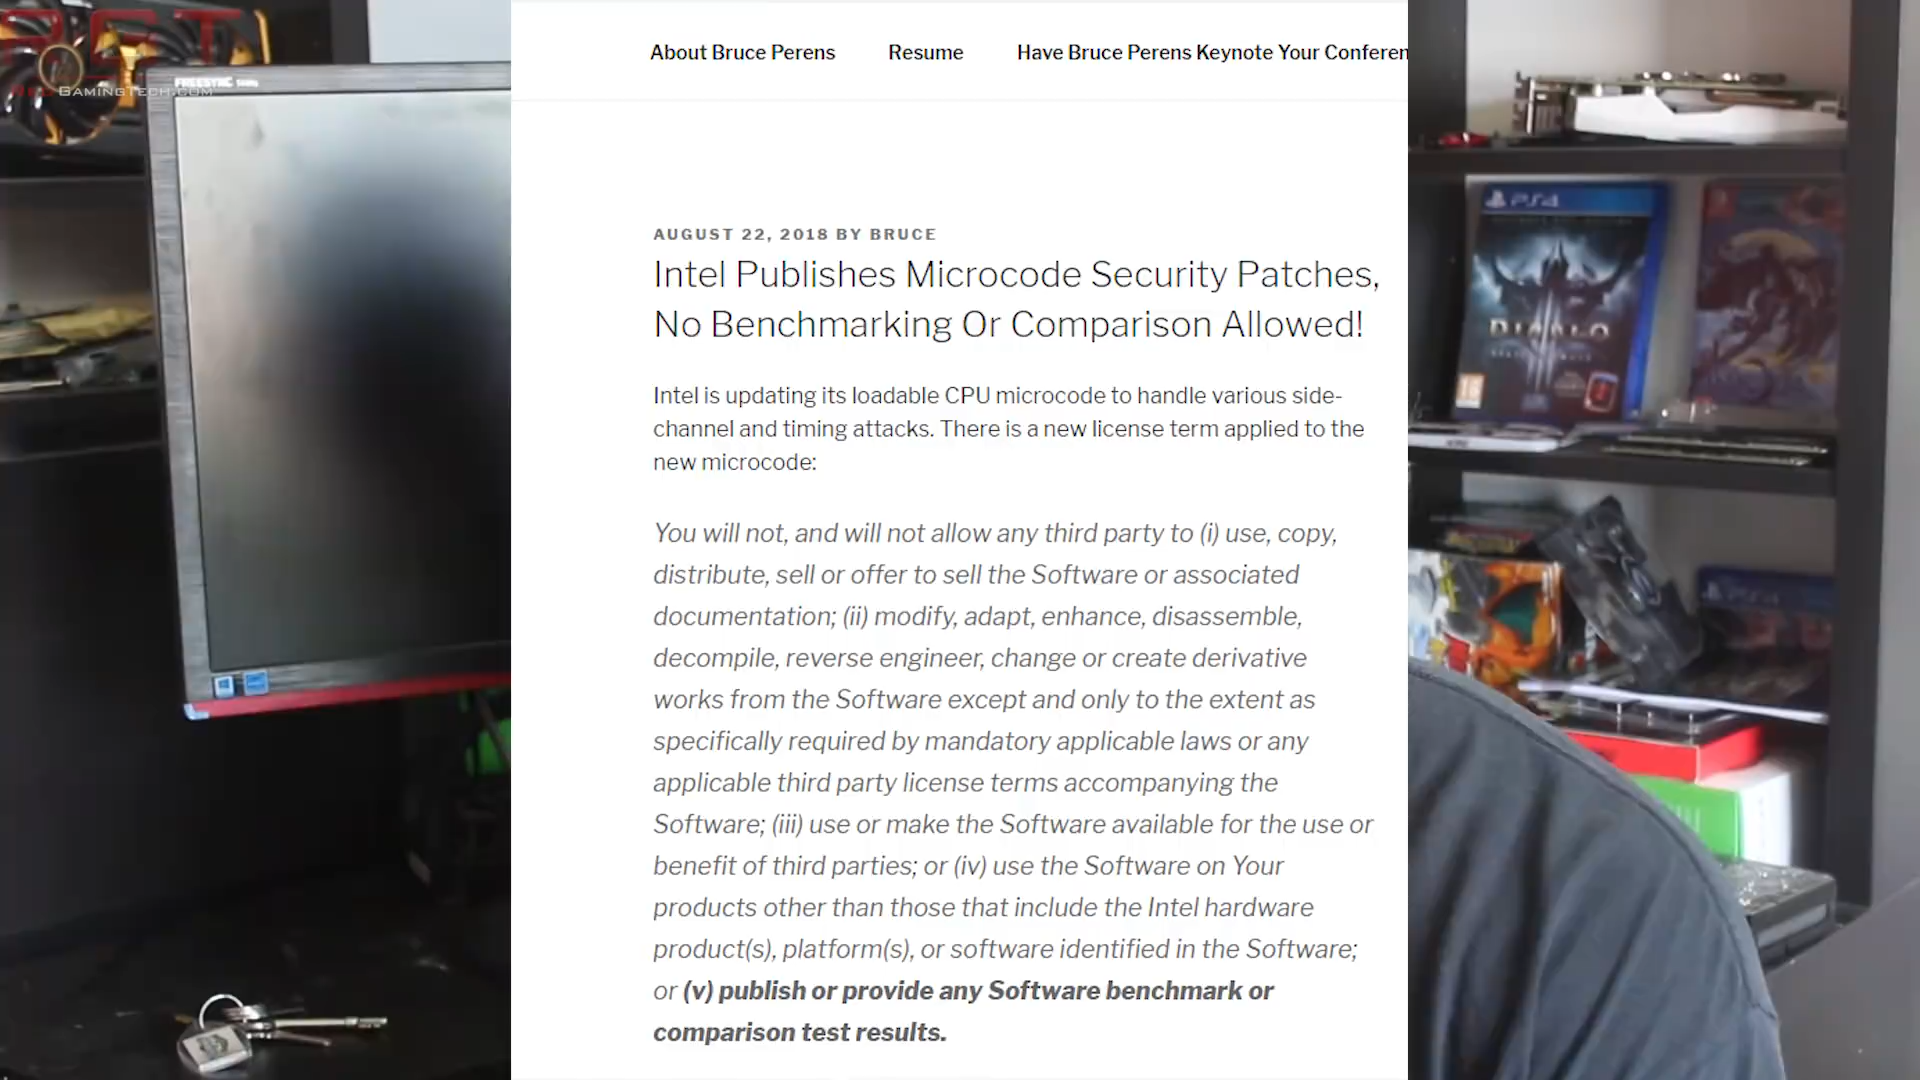 RGT
GAMINGTECH.COM
FREESYNC
About Bruce Perens
Resume
Have Bruce Perens Keynote Your Conferen
AUGUST 22, 2018 BY BRUCE
Intel Publishes Microcode Security Patches,
No Benchmarking Or Comparison Allowed!
Intel is updating its loadable CPU microcode to handle various side-
channel and timing attacks. There is a new license term applied to the
new microcode:
You will not, and will not allow any third party to (i) use, copy,
distribute, sell or offer to sell the Software or associated
documentation; (ii) modify, adapt, enhance, disassemble,
decompile, reverse engineer, change or create derivative
works from the Software except and only to the extent as
specifically required by mandatory applicable laws or any
applicable third party license terms accompanying the
Software; (iii) use or make the Software available for the use or
benefit of third parties; or (iv) use the Software on Your
products other than those that include the Intel hardware
product(s), platform(s), or software identified in the Software;
or (v) publish or provide any Software benchmark or
comparison test results.
PS4
DIABLO
III
18
PS4